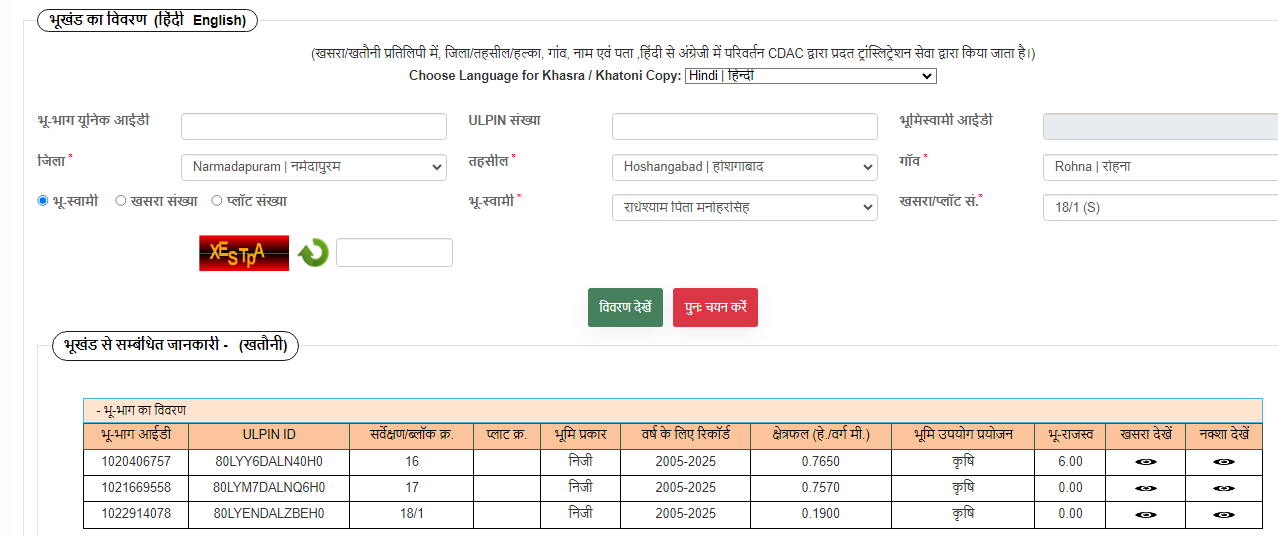 भूखंड का विवरण (हिंदी English)
(खसरा/खतौनी प्रतिलिपी में, जिला/तहसील/हल्का, गांव, नाम एवं पता ,हिंदी से अंग्रेजी में परिवर्तन CDAC द्वारा प्रदत ट्रांस्लिट्रेशन सेवा द्वारा किया जाता है।)
Choose Language for Khasra / Khatoni Copy: Hindi | हिन्दी
भू-भाग यूनिक आईडी ULPIN संख्या भूमिस्वामी आईडी
जिला * Narmadapuram | नर्मदापुरम तहसील * Hoshangabad | होशंगाबाद गाँव * Rohna | रोहना
भू-स्वामी खसरा संख्या प्लॉट संख्या भू-स्वामी * राधेश्याम पिता मनोहरसिंह खसरा/प्लॉट सं.* 18/1 (S)
XESTpA
विवरण देखें पुनः चयन करें
भूखंड से सम्बंधित जानकारी - (खतौनी)
- भू-भाग का विवरण
भू-भाग आईडी ULPIN ID सर्वेक्षण/ब्लॉक क्र. प्लाट क्र. भूमि प्रकार वर्ष के लिए रिकॉर्ड क्षेत्रफल (हे./वर्ग मी.) भूमि उपयोग प्रयोजन भू-राजस्व खसरा देखें नक्शा देखें
1020406757 80LYY6DALN40H0 16 निजी 2005-2025 0.7650 कृषि 6.00
1021669558 80LYM7DALNQ6H0 17 निजी 2005-2025 0.7570 कृषि 0.00
1022914078 80LYENDALZBEH0 18/1 निजी 2005-2025 0.1900 कृषि 0.00